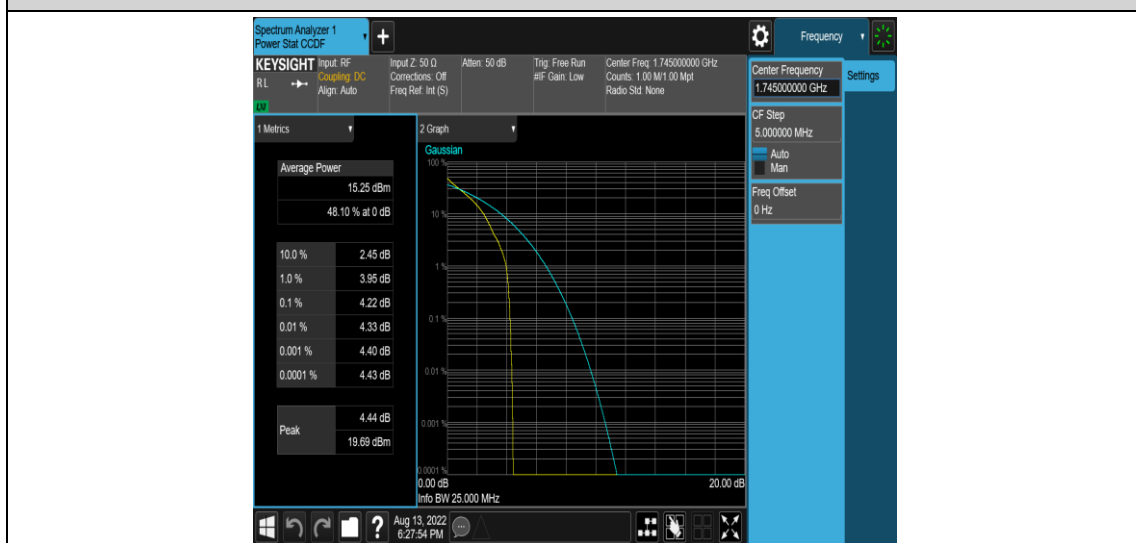 Spectrum Analyzer 1
Power Stat CCDF
+
Frequency
KEYSIGHT
RL
LXI
Input: RF
Coupling: DC
Align: Auto
Input Z: 50 Ω
Corrections: Off
Freq Ref: Int (S)
Atten: 50 dB
Trig: Free Run
#IF Gain: Low
Center Freq: 1.745000000 GHz
Counts: 1.00 M/1.00 Mpt
Radio Std: None
Center Frequency
1.745000000 GHz
Settings
CF Step
5.000000 MHz
Auto
Man
Freq Offset
0 Hz
1 Metrics
Average Power
15.25 dBm
48.10 % at 0 dB
10.0 % 2.45 dB
1.0 % 3.95 dB
0.1 % 4.22 dB
0.01 % 4.33 dB
0.001 % 4.40 dB
0.0001 % 4.43 dB
Peak
4.44 dB
19.69 dBm
2 Graph
Gaussian
100 %
10 %
1 %
0.1 %
0.01 %
0.001 %
0.0001 %
0.00 dB 20.00 dB
Info BW 25.000 MHz
?
Aug 13, 2022
6:27:54 PM